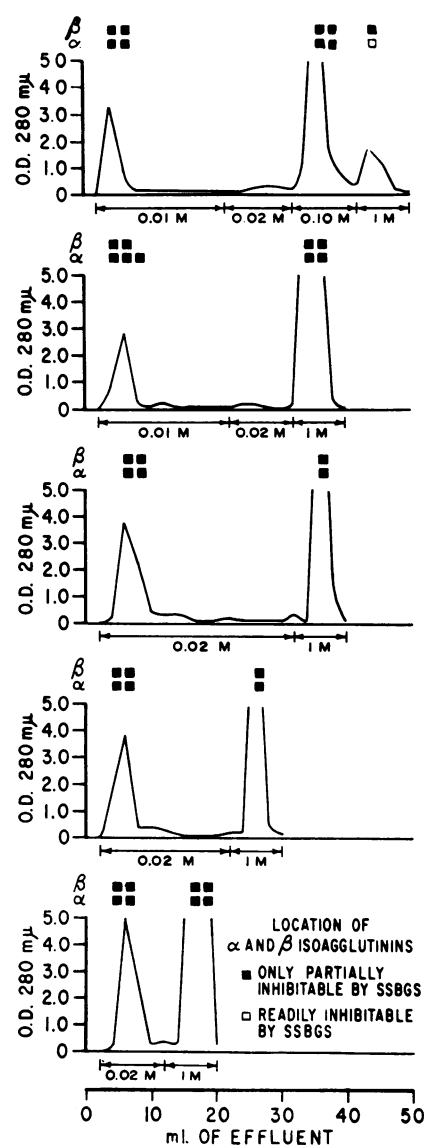 β
α
O.D. 280 mμ
5.0
4.0
3.0
2.0
1.0
0
0.01 M
0.02 M
0.10 M
1 M
β
α
O.D. 280 mμ
5.0
4.0
3.0
2.0
1.0
0
0.01 M
0.02 M
1 M
β
α
O.D. 280 mμ
5.0
4.0
3.0
2.0
1.0
0
0.02 M
1 M
β
α
O.D. 280 mμ
5.0
4.0
3.0
2.0
1.0
0
0.02 M
1 M
β
α
O.D. 280 mμ
5.0
4.0
3.0
2.0
1.0
0
0.02 M
1 M
LOCATION OF
α AND β ISOAGGLUTININS
■ ONLY PARTIALLY
INHIBITABLE BY SSBGS
□ READILY INHIBITABLE
BY SSBGS
0 10 20 30 40 50
ml. OF EFFLUENT